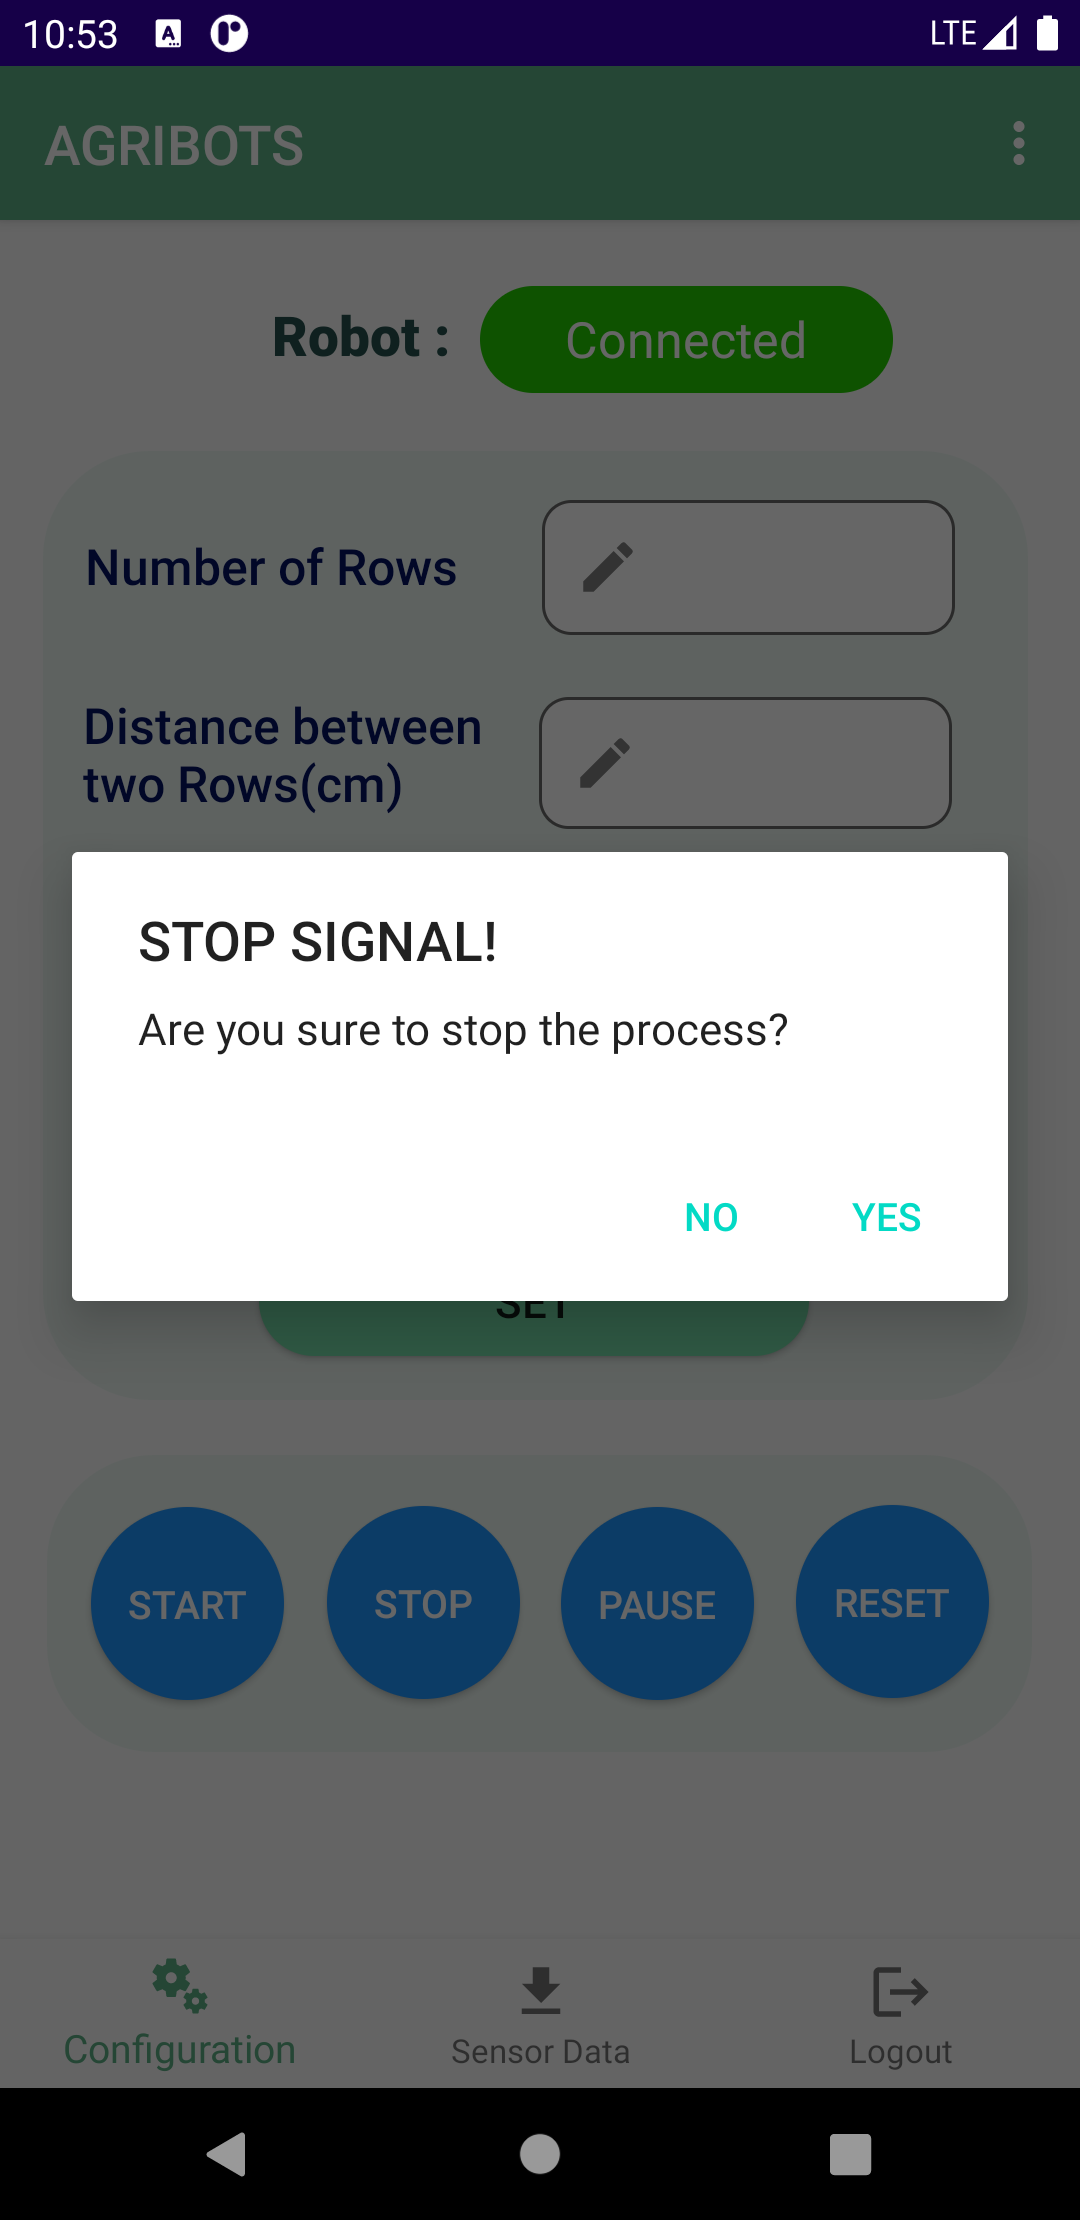 10:53
LTE
AGRIBOTS
Robot :
Connected
Number of Rows
Distance between
two Rows(cm)
STOP SIGNAL!
Are you sure to stop the process?
NO
YES
SET
START
STOP
PAUSE
RESET
Configuration
Sensor Data
Logout